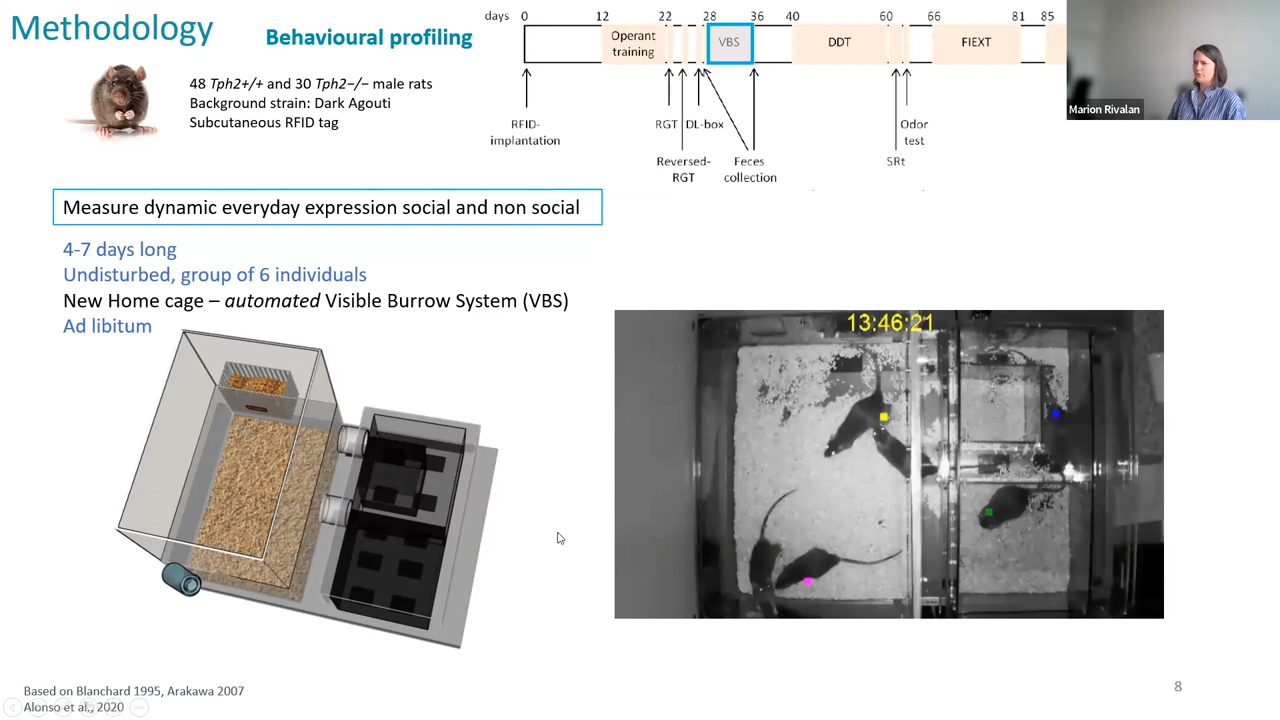 Methodology
Behavioural profiling
48 Tph2+/+ and 30 Tph2−/− male rats
Background strain: Dark Agouti
Subcutaneous RFID tag
days 0 12 22 28 36 40 60 66 81 85
Operant training
VBS
DDT
FIEXT
RFID-implantation
RGT
DL-box
Reversed-RGT
Feces collection
Odor test
SRt
Marion Rivalan
Measure dynamic everyday expression social and non social
4-7 days long
Undisturbed, group of 6 individuals
New Home cage – automated Visible Burrow System (VBS)
Ad libitum
13:46:21
Based on Blanchard 1995, Arakawa 2007
Alonso et al., 2020
8